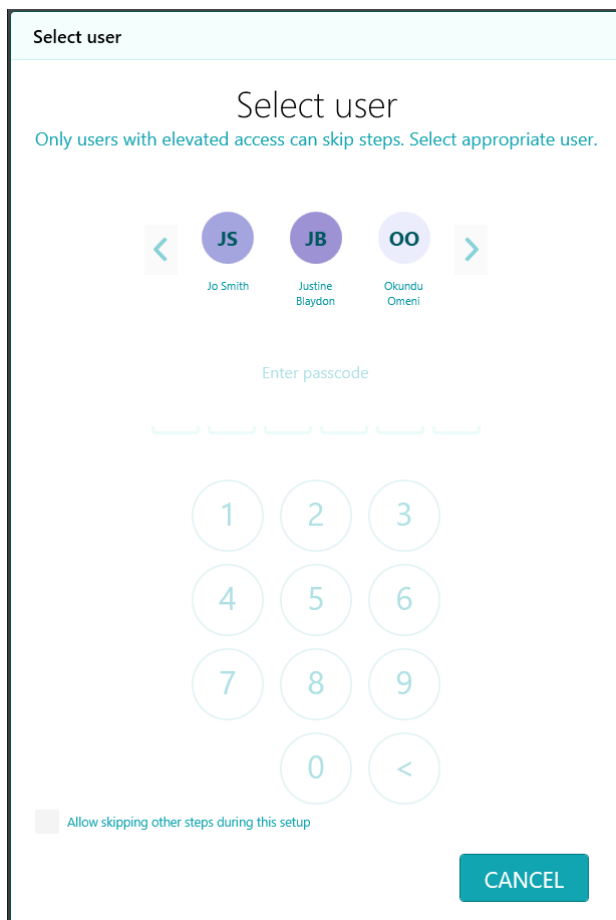 Select user
Select user
Only users with elevated access can skip steps. Select appropriate user.
JS JB OO
Jo Smith Justine Okundu
Blaydon Omeni
Enter passcode
1 2 3
4 5 6
7 8 9
0 <
Allow skipping other steps during this setup
CANCEL